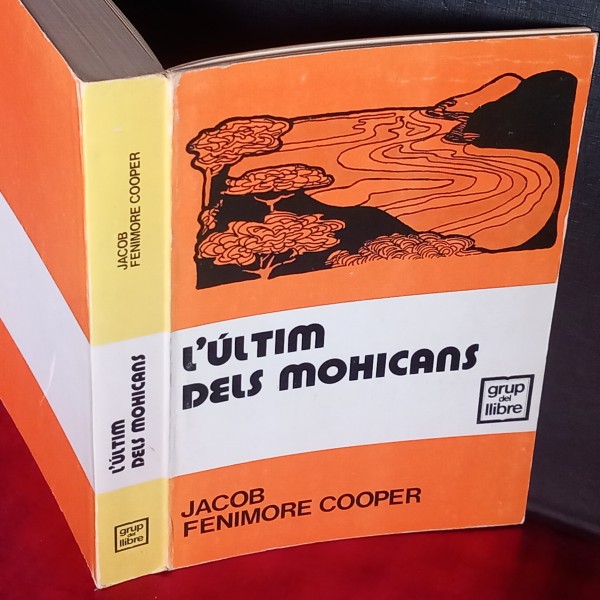 JACOB
FENIMORE COOPER
L'ÚLTIM
DELS MOHICANS
grup
del
llibre
L'ÚLTIM
DELS MOHICANS
grup
del
llibre
JACOB
FENIMORE COOPER